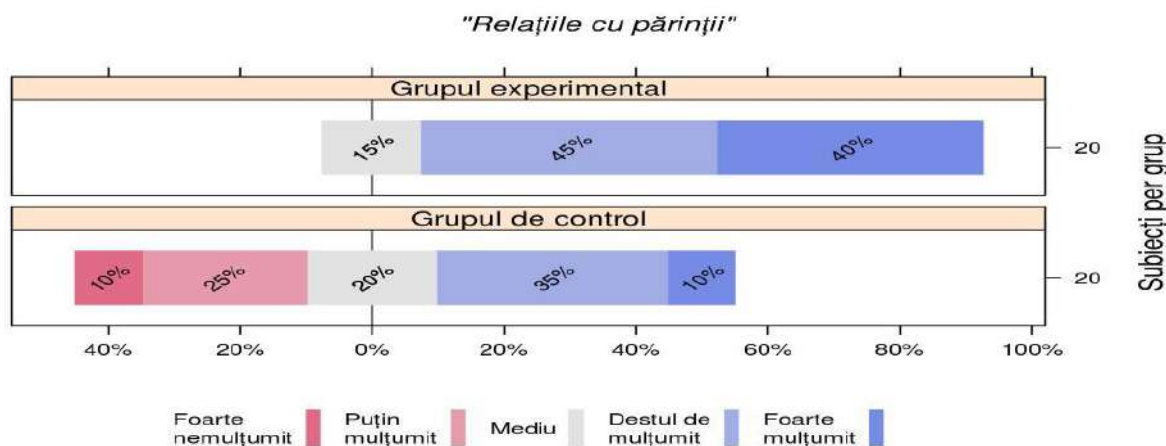 "Relațiile cu părinții"
Grupul experimental
15% 45% 40%
20
Grupul de control
10% 25% 20% 35% 10%
20
Subiecți per grup
40% 20% 0% 20% 40% 60% 80% 100%
Foarte
nemulțumit
Puțin
mulțumit
Mediu
Destul de
mulțumit
Foarte
mulțumit